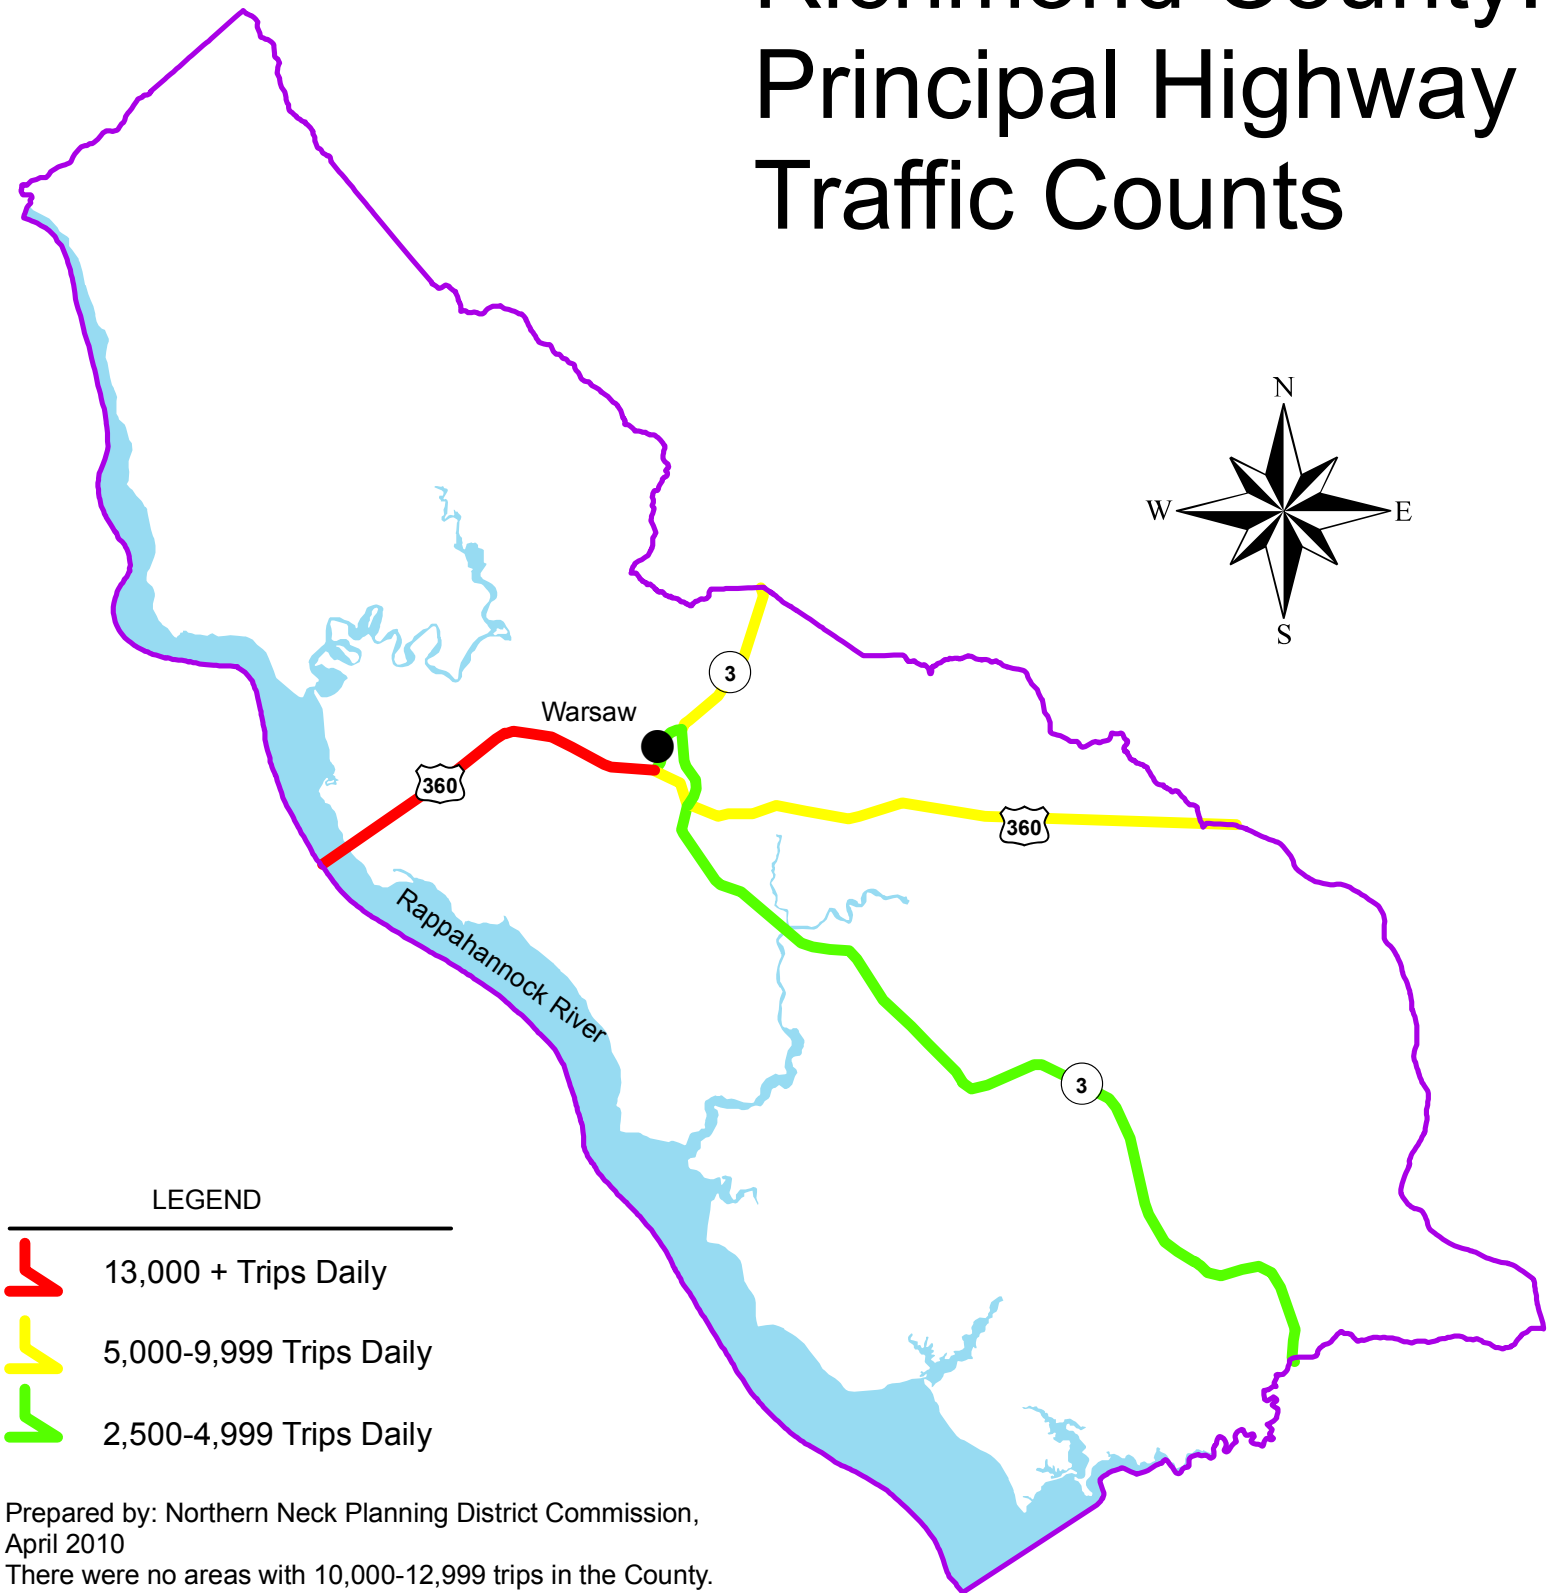 Richmond County:
Principal Highway
Traffic Counts
N
W
E
S
3
Warsaw
360
360
Rappahannock River
3
LEGEND
13,000 + Trips Daily
5,000-9,999 Trips Daily
2,500-4,999 Trips Daily
Prepared by: Northern Neck Planning District Commission,
April 2010
There were no areas with 10,000-12,999 trips in the County.